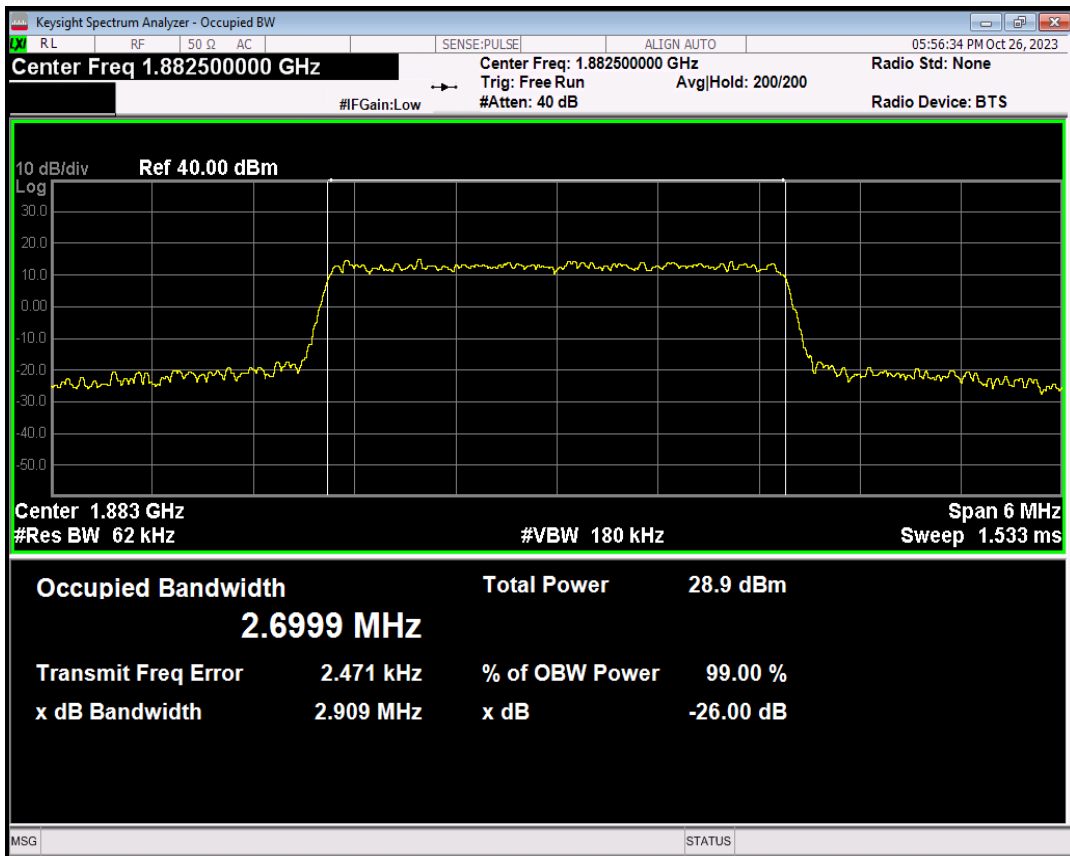 Keysight Spectrum Analyzer - Occupied BW
LXI RL RF 50 Ω AC SENSE:PULSE ALIGN AUTO 05:56:34 PM Oct 26, 2023
Center Freq 1.882500000 GHz Center Freq: 1.882500000 GHz Radio Std: None
Trig: Free Run Avg|Hold: 200/200
#IFGain:Low #Atten: 40 dB Radio Device: BTS
10 dB/div Ref 40.00 dBm
Log
30.0
20.0
10.0
0.00
-10.0
-20.0
-30.0
-40.0
-50.0
Center 1.883 GHz Span 6 MHz
#Res BW 62 kHz #VBW 180 kHz Sweep 1.533 ms
Occupied Bandwidth Total Power 28.9 dBm
2.6999 MHz
Transmit Freq Error 2.471 kHz % of OBW Power 99.00 %
x dB Bandwidth 2.909 MHz x dB -26.00 dB
MSG STATUS